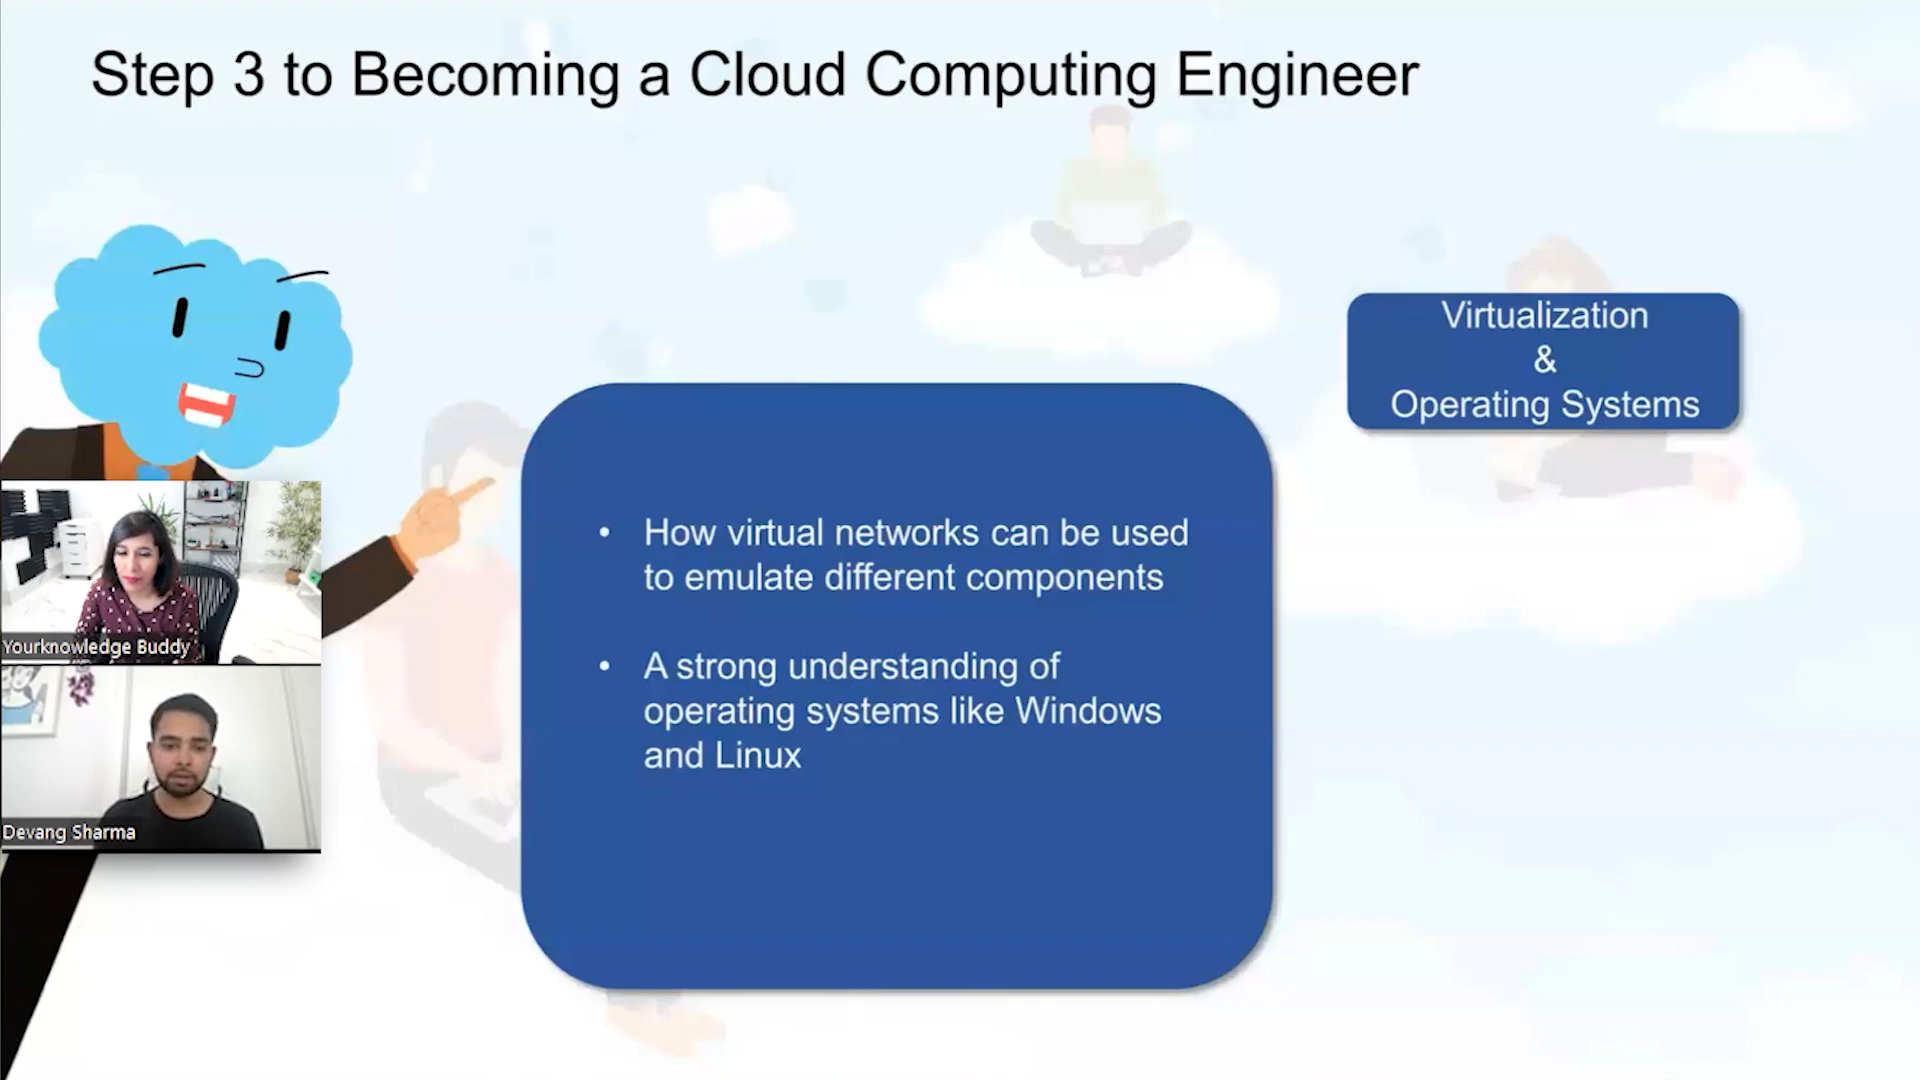 Step 3 to Becoming a Cloud Computing Engineer
Virtualization
&
Operating Systems
• How virtual networks can be used
to emulate different components
• A strong understanding of
operating systems like Windows
and Linux
Yourknowledge Buddy
Devang Sharma